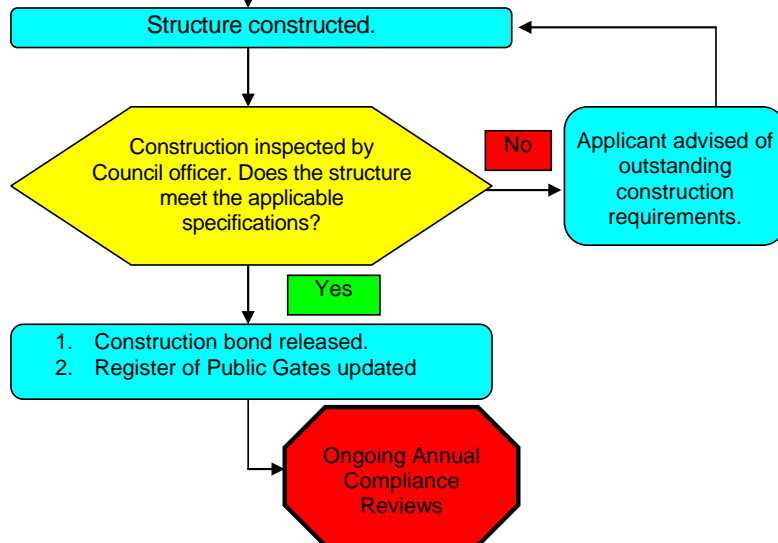 Structure constructed.
Construction inspected by
Council officer. Does the structure
meet the applicable
specifications?
No
Applicant advised of
outstanding
construction
requirements.
Yes
1. Construction bond released.
2. Register of Public Gates updated
Ongoing Annual
Compliance
Reviews